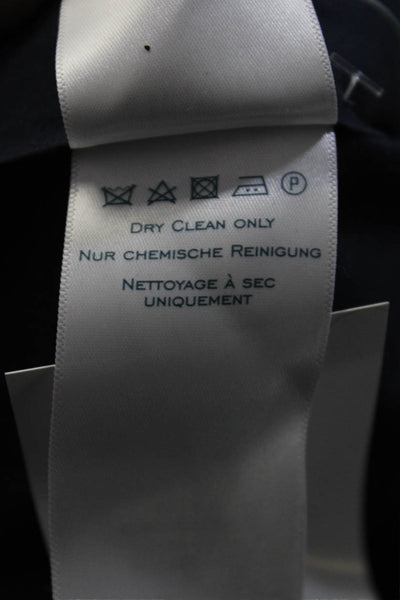 P
DRY CLEAN ONLY
NUR CHEMISCHE REINIGUNG
NETTOYAGE À SEC
UNIQUEMENT